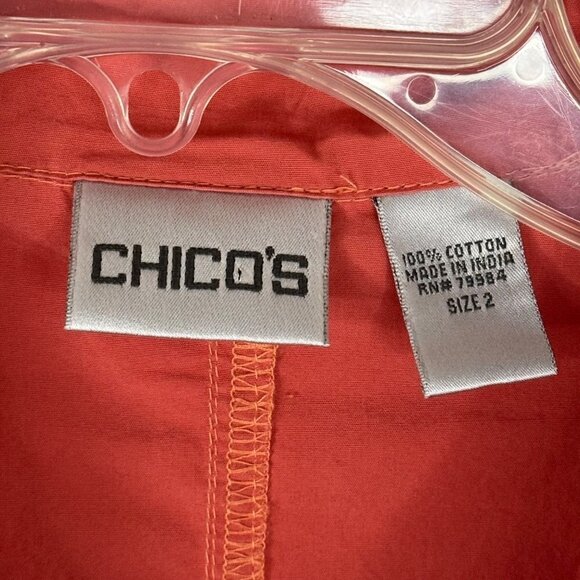 CHICO'S
100% COTTON
MADE IN INDIA
RN# 79984
SIZE 2